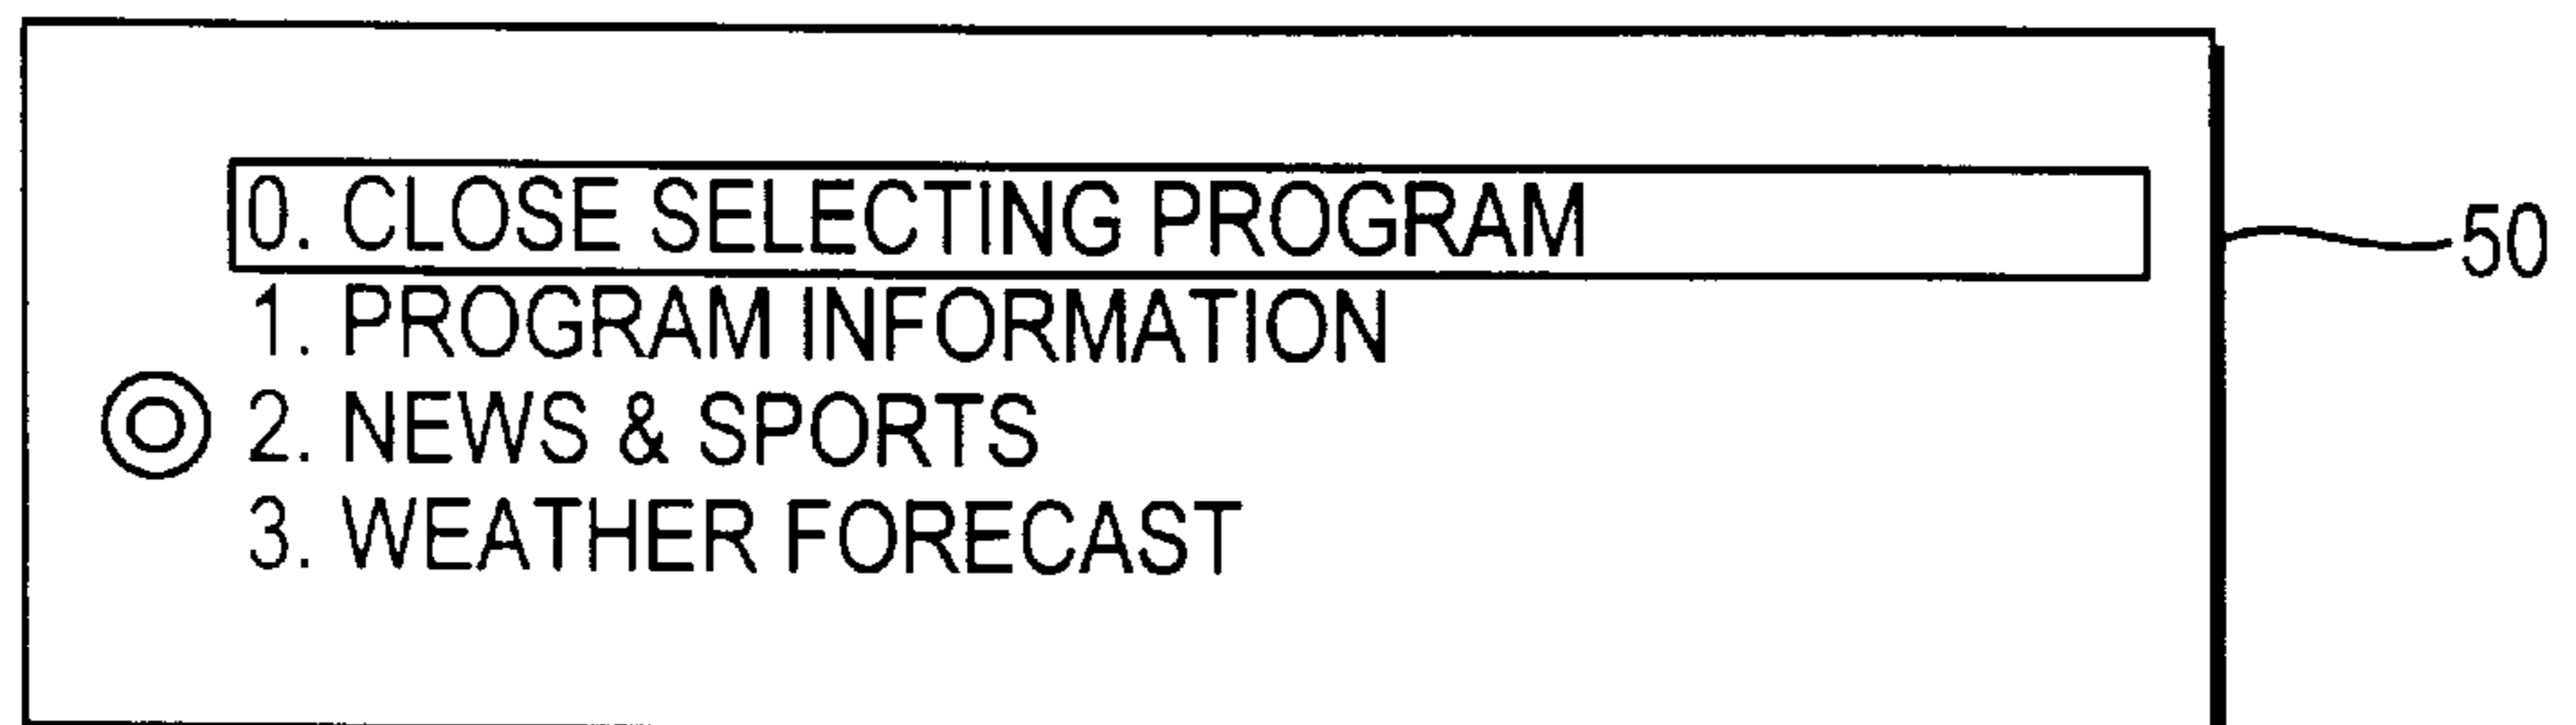 0. CLOSE SELECTING PROGRAM
50
1. PROGRAM INFORMATION
2. NEWS & SPORTS
3. WEATHER FORECAST